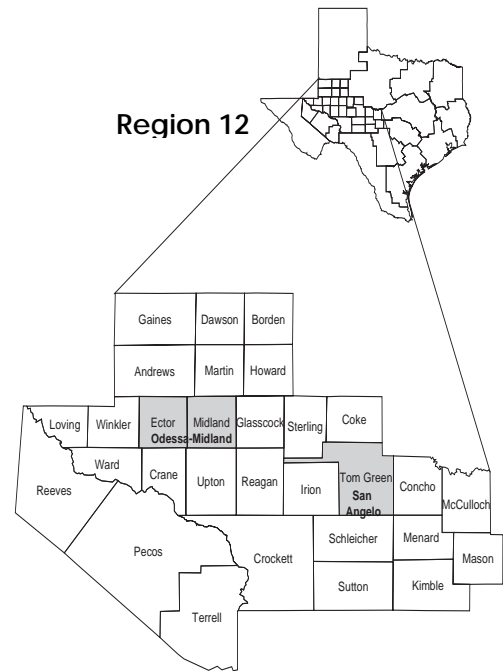 Region 12
Gaines Dawson Borden
Andrews Martin Howard
Loving Winkler Ector Midland Glasscock Sterling Coke
Odessa-Midland
Reeves Ward Crane Upton Reagan Irion Tom Green Concho McCulloch
San
Angelo
Pecos Crockett Schleicher Menard Mason
Terrell Sutton Kimble